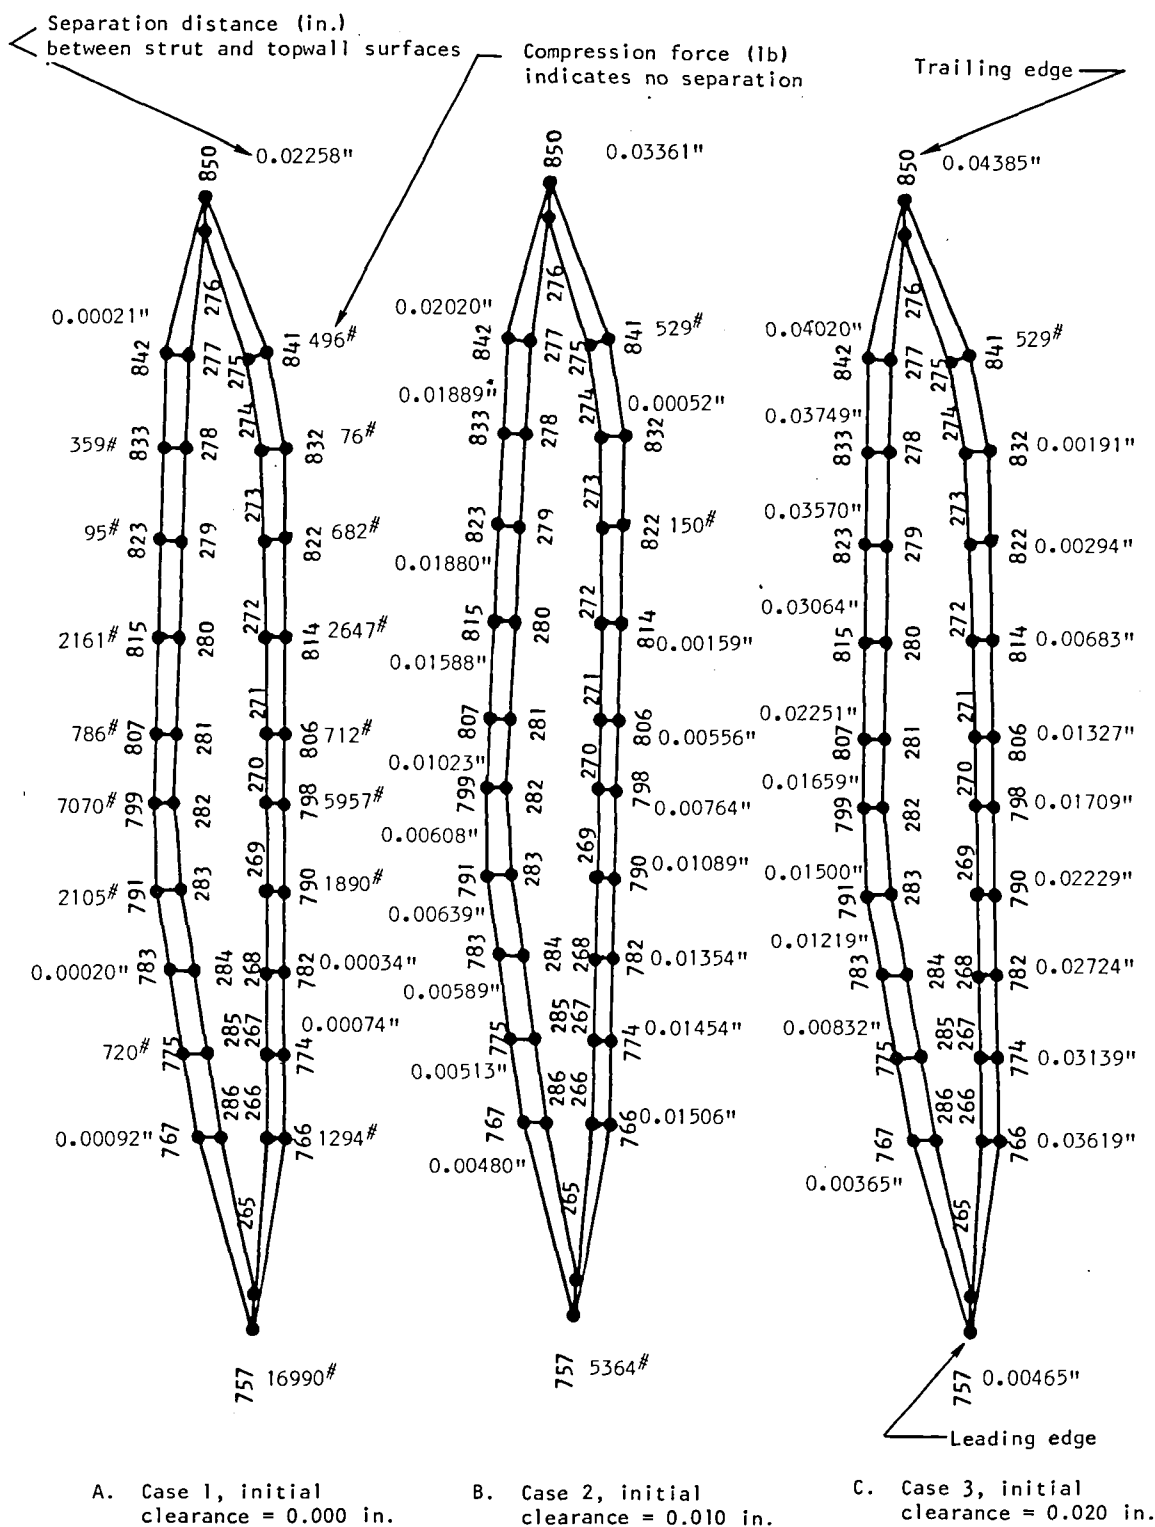 Separation distance (in.)
between strut and topwall surfaces
Compression force (lb)
indicates no separation
Trailing edge
850 0.02258"
0.00021"
276
842 277 275 841 496#
274
359# 833 278 832 76#
273
95# 823 279 822 682#
272
2161# 815 280 814 2647#
271
786# 807 281 806 712#
270
7070# 799 282 798 5957#
269
2105# 791 283 790 1890#
0.00020" 783 284 268 782 0.00034"
285 267 0.00074"
720# 775 774
286 266
0.00092" 767 766 1294#
265
757 16990#
850 0.03361"
0.02020" 276
842 277 275 841 529#
0.01889" 274 0.00052"
833 278 832
273
823 279 822 150#
0.01880"
272
815 280 814 0.00159"
0.01588"
271
807 281 806 0.00556"
0.01023" 270
799 282 798 0.00764"
0.00608"
269 0.01089"
791 283 790
0.00639"
783 284 268 782 0.01354"
0.00589"
285 267 0.01454"
775 774
0.00513"
286 266
767 766 0.01506"
0.00480"
265
757 5364#
850 0.04385"
276
0.04020" 529#
842 277 275 841
0.03749" 274
833 278 832 0.00191"
0.03570" 273
823 279 822 0.00294"
0.03064"
272
815 280 814 0.00683"
0.02251" 271
807 281 806 0.01327"
0.01659" 270
799 282 798 0.01709"
0.01500" 269 0.02229"
791 283 790
0.01219"
783 284 268 782 0.02724"
0.00832" 285 267
775 774 0.03139"
286 266
767 766 0.03619"
0.00365"
265
757 0.00465"
Leading edge
A. Case 1, initial
clearance = 0.000 in.
B. Case 2, initial
clearance = 0.010 in.
C. Case 3, initial
clearance = 0.020 in.